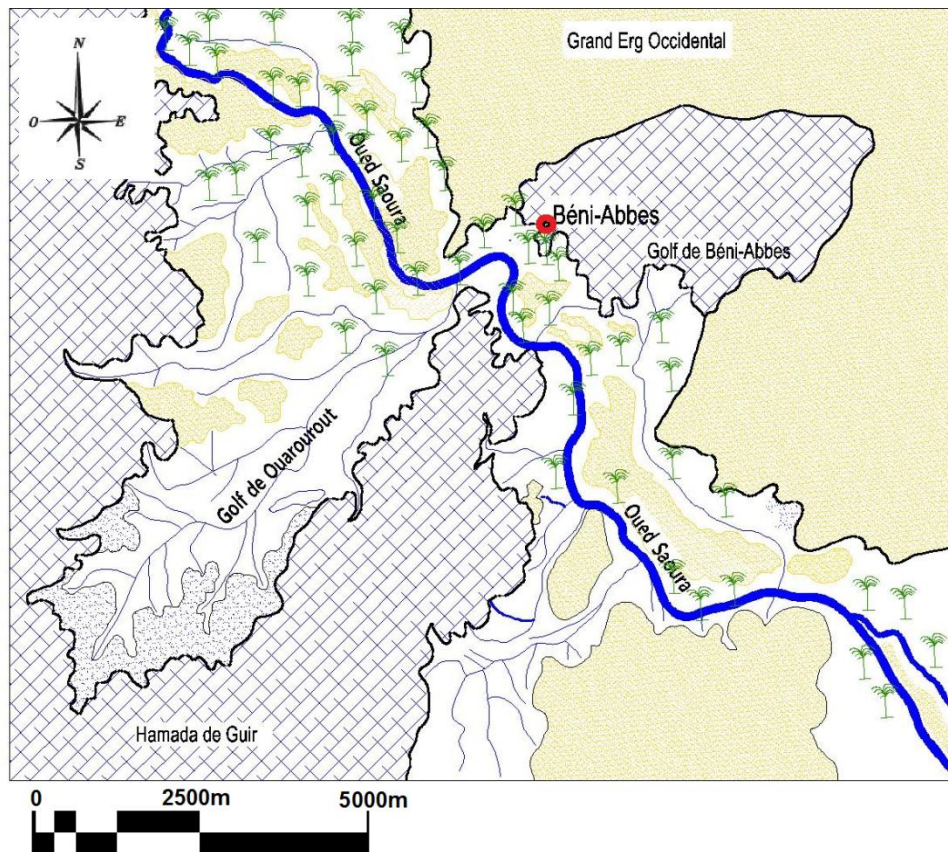 Grand Erg Occidental
N
O
E
S
Oued Saoura
Béni-Abbes
Golf de Béni-Abbes
Golf de Ouarourout
Oued Saoura
Hamada de Guir
0
2500m
5000m